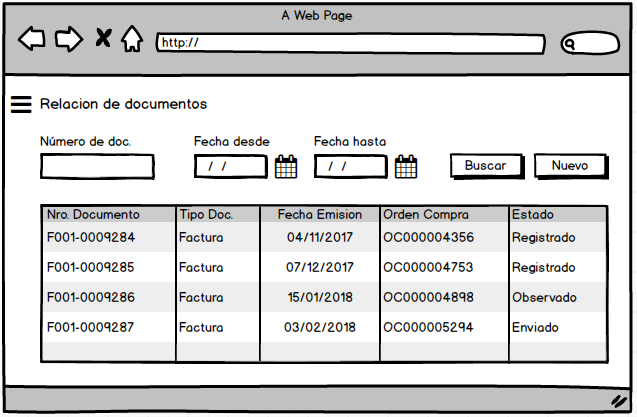 A Web Page
http://
Relacion de documentos
Número de doc. Fecha desde Fecha hasta
/ / / / Buscar Nuevo
Nro. Documento Tipo Doc. Fecha Emision Orden Compra Estado
F001-0009284 Factura 04/11/2017 OC000004356 Registrado
F001-0009285 Factura 07/12/2017 OC000004753 Registrado
F001-0009286 Factura 15/01/2018 OC000004898 Observado
F001-0009287 Factura 03/02/2018 OC000005294 Enviado